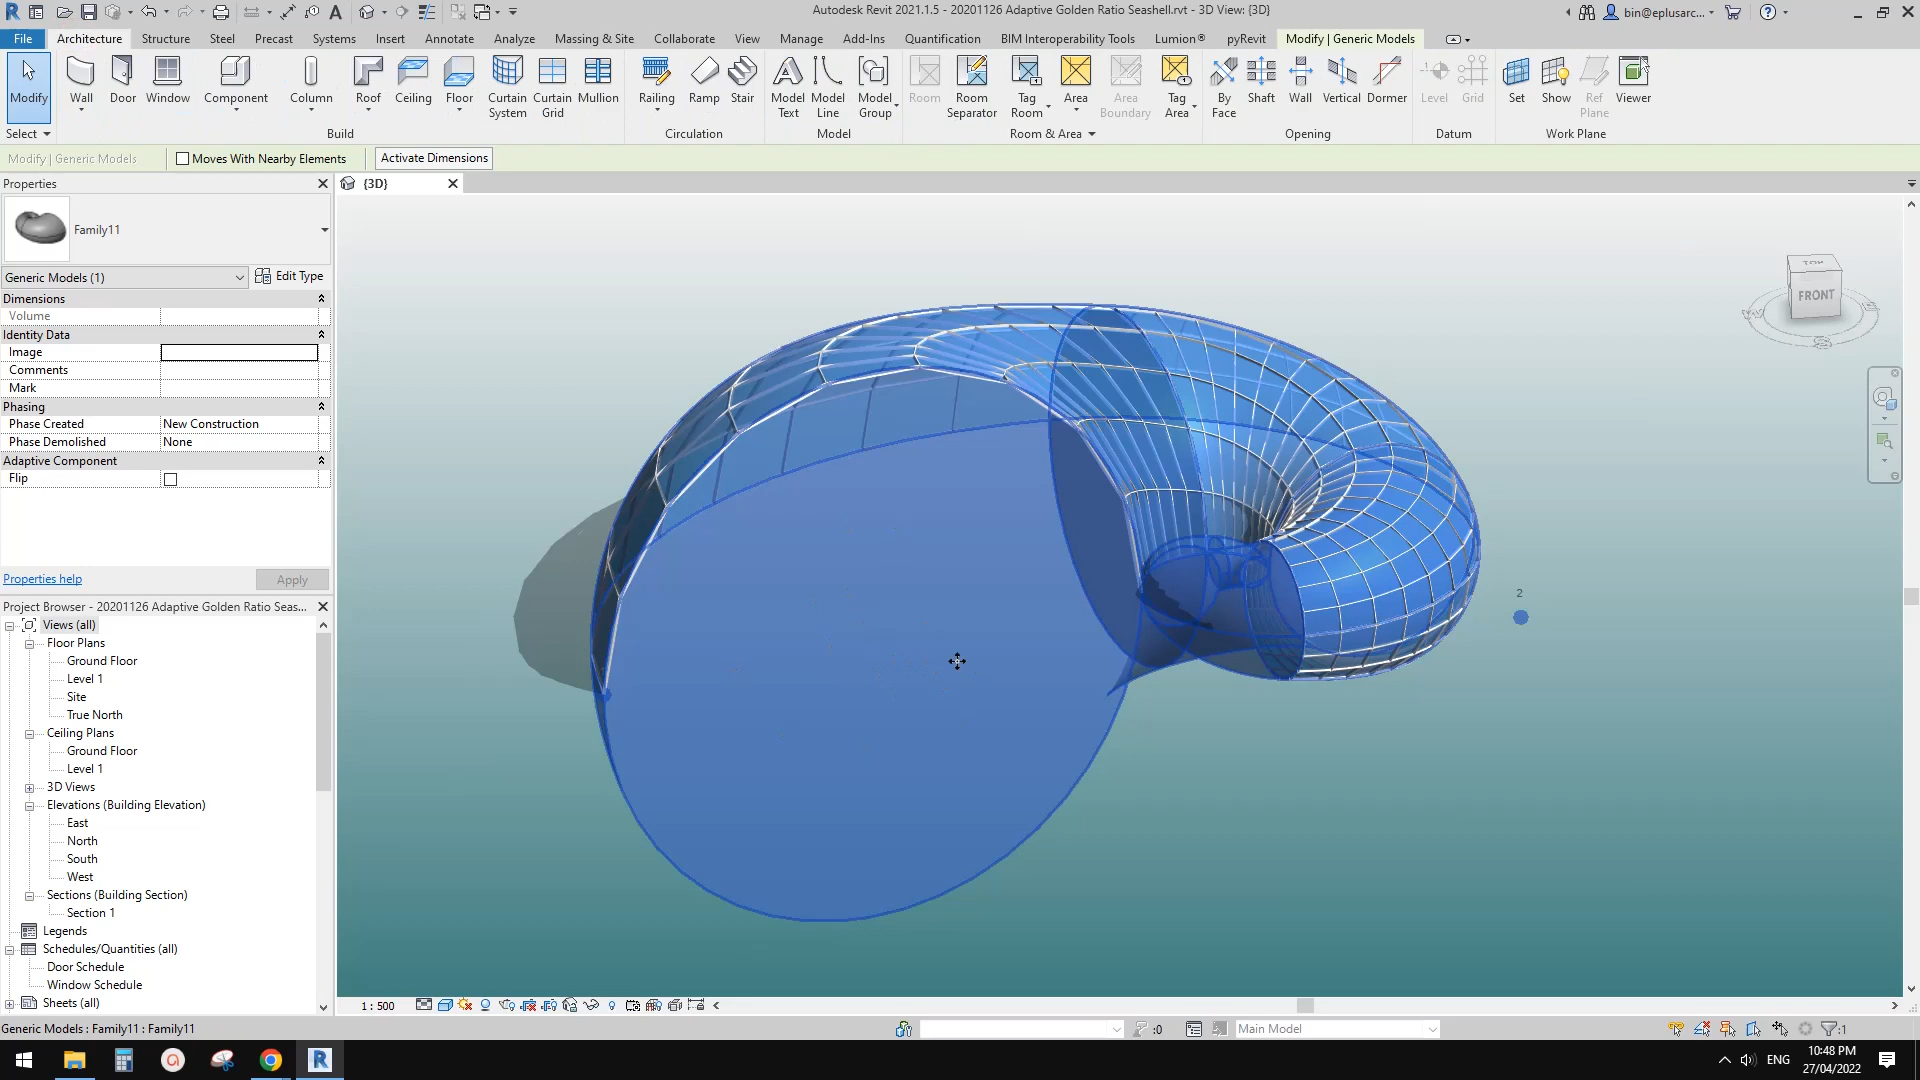 Autodesk Revit 2021.1.5 - 20201126 Adaptive Golden Ratio Seashell.rvt - 3D View: {3D}
bin@eplusarc...
File Architecture Structure Steel Precast Systems Insert Annotate Analyze Massing & Site Collaborate View Manage Add-Ins Quantification BIM Interoperability Tools Lumion® pyRevit Modify | Generic Models
Modify Wall Door Window Component Column Roof Ceiling Floor Curtain System Curtain Grid Mullion Railing Ramp Stair Model Text Model Line Model Group Room Room Separator Tag Room Area Area Boundary Tag Area By Face Shaft Wall Vertical Dormer Level Grid Set Show Ref Plane Viewer
Select Build Circulation Model Room & Area Opening Datum Work Plane
Modify | Generic Models Moves With Nearby Elements Activate Dimensions
Properties
{3D}
Family11
Generic Models (1) Edit Type
Dimensions
Volume
Identity Data
Image
Comments
Mark
Phasing
Phase Created New Construction
Phase Demolished None
Adaptive Component
Flip
Properties help Apply
Project Browser - 20201126 Adaptive Golden Ratio Seas...
Views (all)
Floor Plans
Ground Floor
Level 1
Site
True North
Ceiling Plans
Ground Floor
Level 1
3D Views
Elevations (Building Elevation)
East
North
South
West
Sections (Building Section)
Section 1
Legends
Schedules/Quantities (all)
Door Schedule
Window Schedule
Sheets (all)
TOP
FRONT
2
1 : 500
Generic Models : Family11 : Family11
:0
Main Model
:1
ENG
10:48 PM
27/04/2022